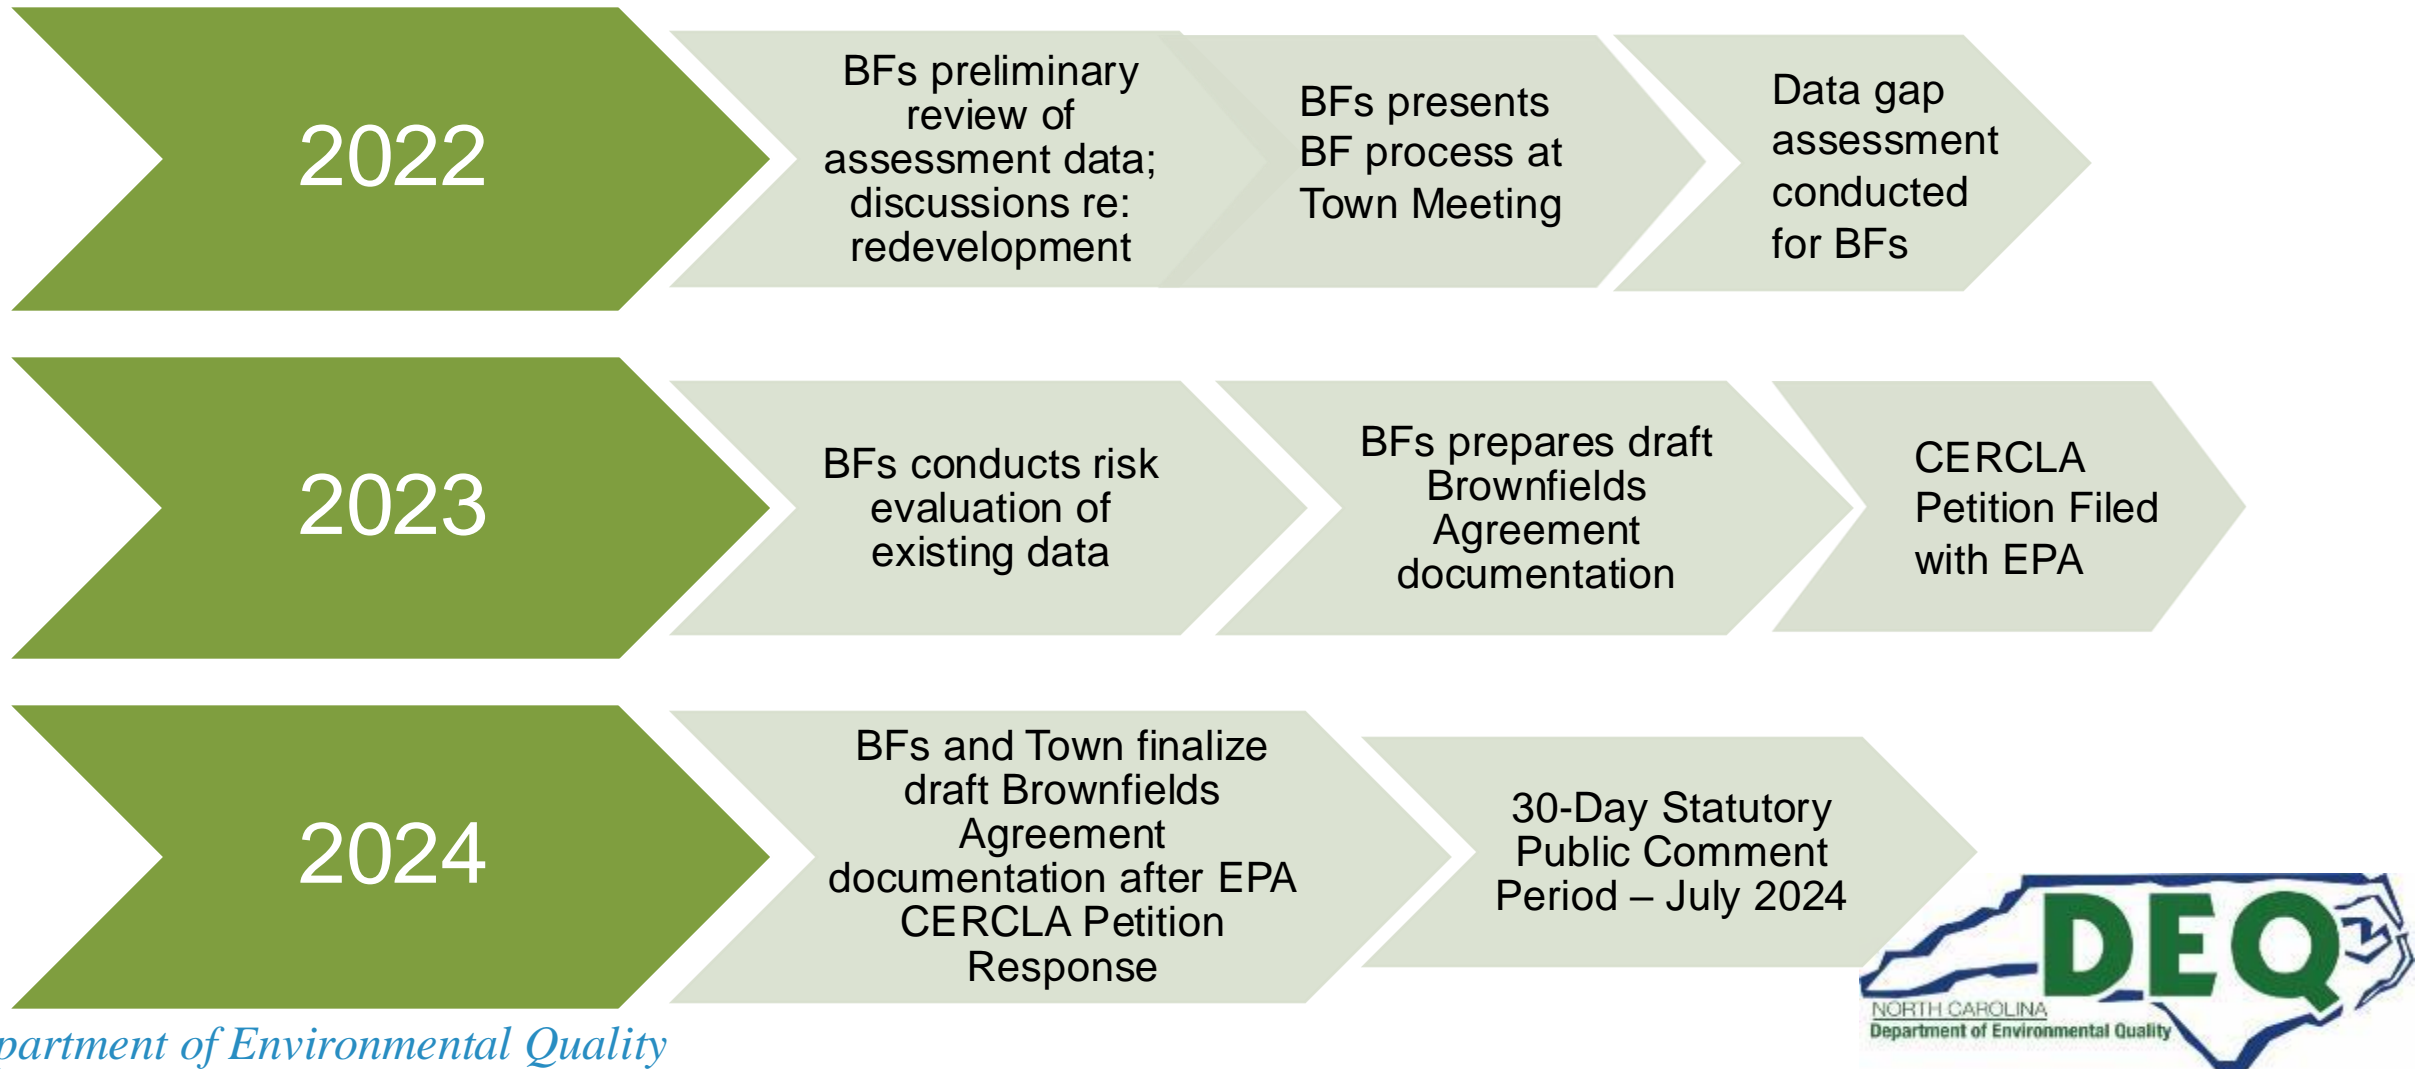 2022
BFs preliminary
review of
assessment data;
discussions re:
redevelopment
BFs presents
BF process at
Town Meeting
Data gap
assessment
conducted
for BFs
2023
BFs conducts risk
evaluation of
existing data
BFs prepares draft
Brownfields
Agreement
documentation
CERCLA
Petition Filed
with EPA
2024
BFs and Town finalize
draft Brownfields
Agreement
documentation after EPA
CERCLA Petition
Response
30-Day Statutory
Public Comment
Period – July 2024
DEQ
NORTH CAROLINA
Department of Environmental Quality
partment of Environmental Quality